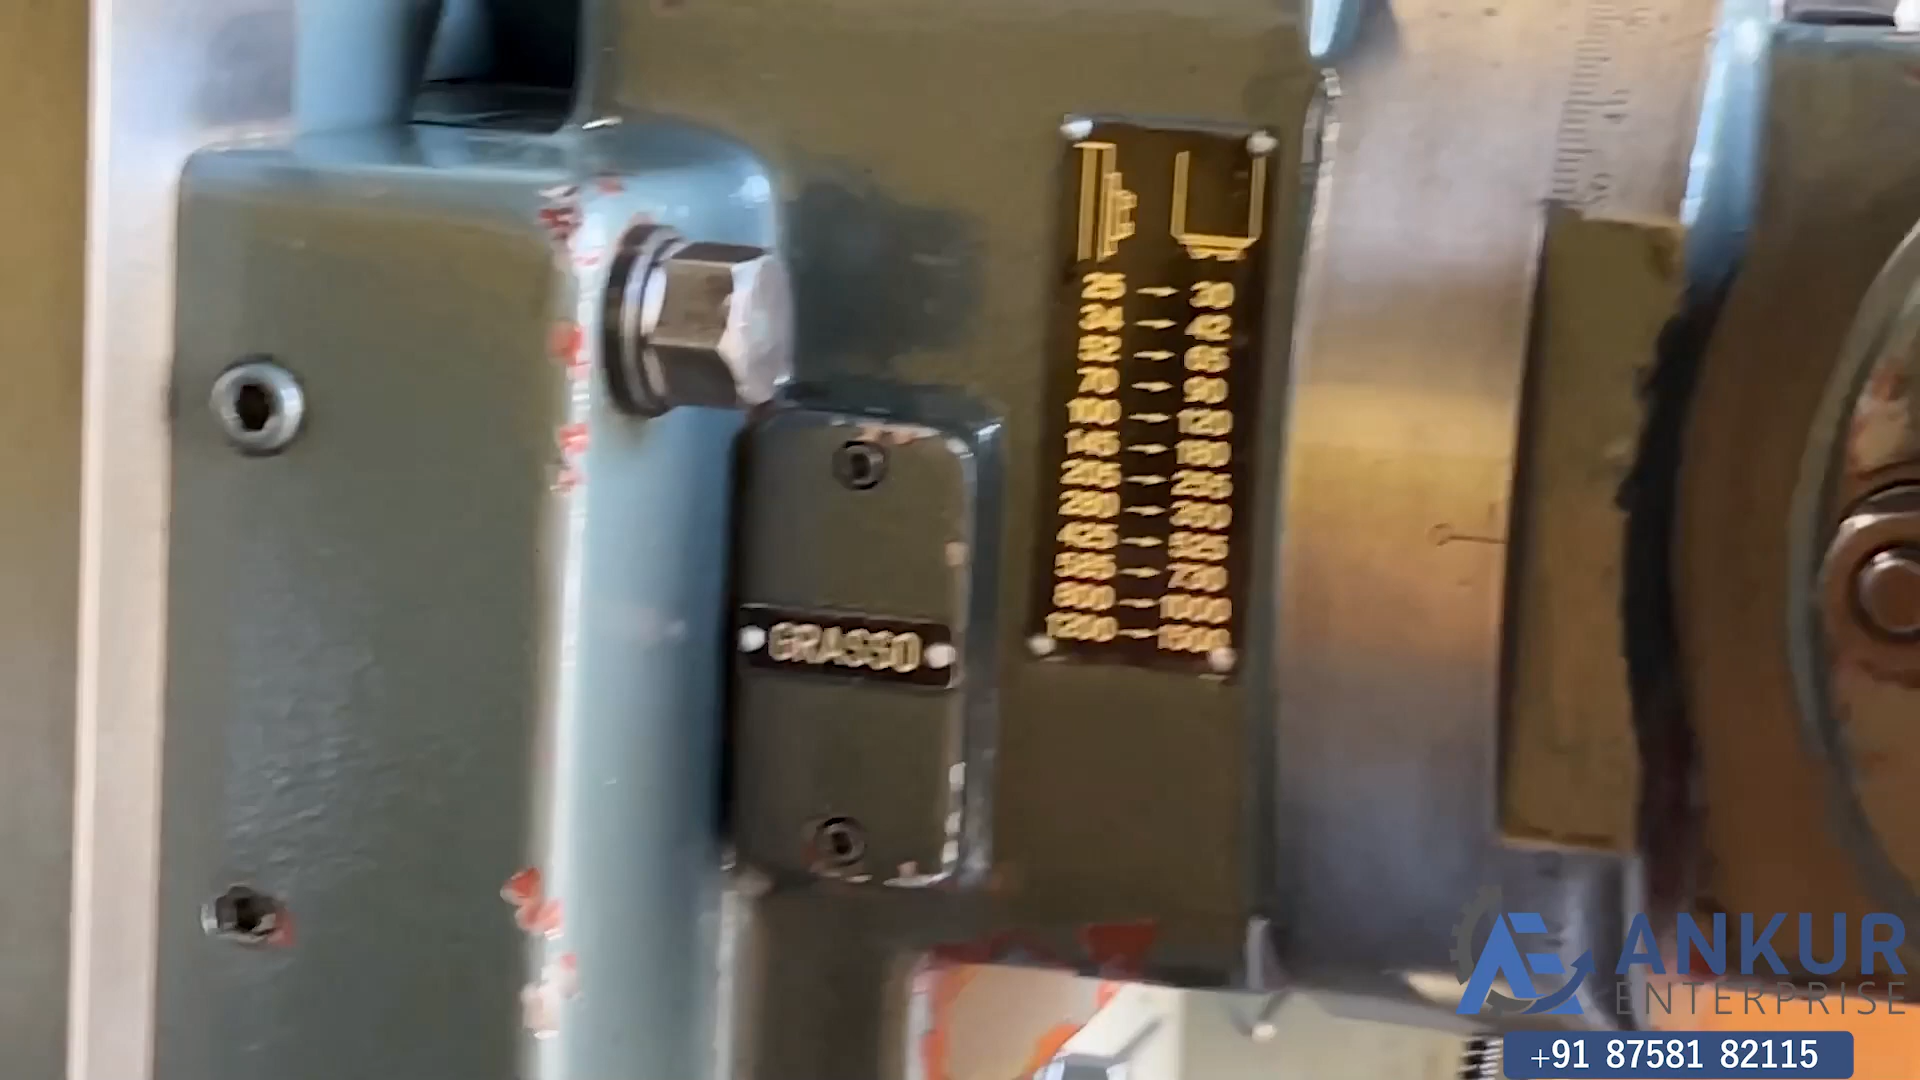 25 → 30
34 → 42
52 → 65
70 → 90
100 → 120
145 → 180
205 → 255
290 → 360
425 → 525
585 → 730
800 → 1000
1200 → 1500
GRASSO
ANKUR
ENTERPRISE
+91 87581 82115